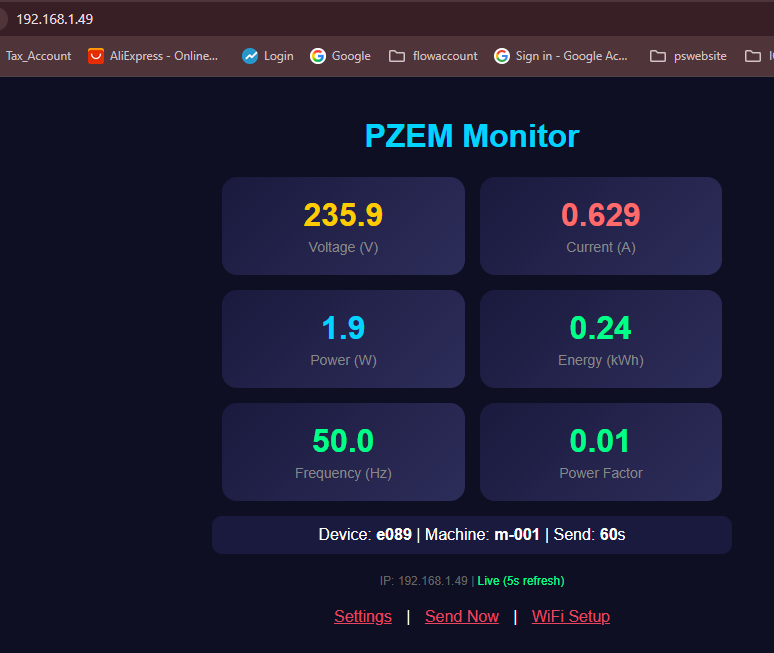 192.168.1.49
Tax_Account AliExpress - Online... Login Google flowaccount Sign in - Google Ac... pswebsite
PZEM Monitor
235.9 0.629
Voltage (V) Current (A)
1.9 0.24
Power (W) Energy (kWh)
50.0 0.01
Frequency (Hz) Power Factor
Device: e089 | Machine: m-001 | Send: 60s
IP: 192.168.1.49 | Live (5s refresh)
Settings | Send Now | WiFi Setup